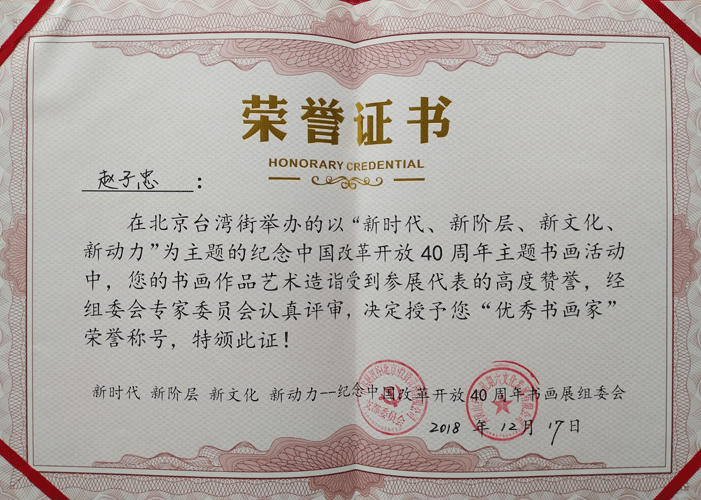 荣誉证书
HONORARY CREDENTIAL
赵子忠：
在北京台湾街举办的以“新时代、新阶层、新文化、
新动力”为主题的纪念中国改革开放40周年主题书画活动
中，您的书画作品艺术造诣受到参展代表的高度赞誉，经
组委会专家委员会认真评审，决定授予您“优秀书画家”
荣誉称号，特颁此证！
新时代 新阶层 新文化 新动力--纪念中国改革开放40周年书画展组委会
2018年12月17日